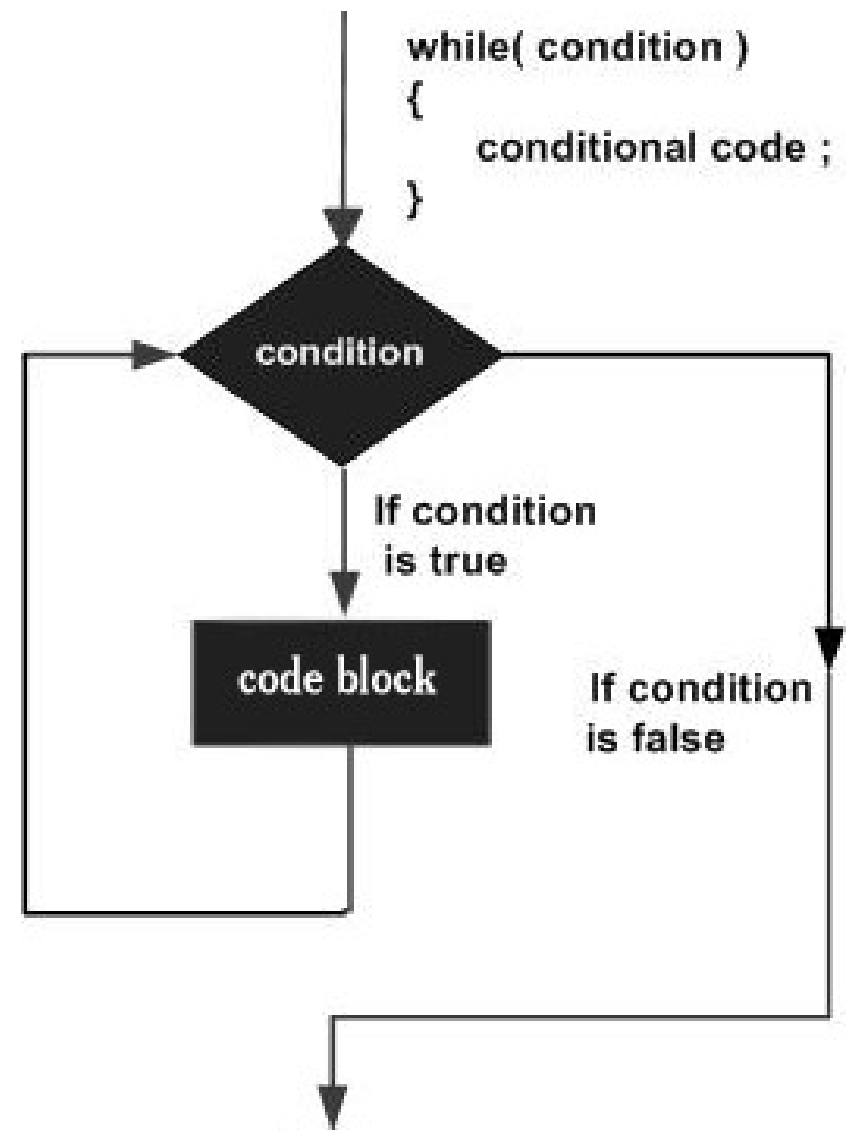 while( condition )
{
conditional code ;
}
condition
If condition
is true
code block
If condition
is false